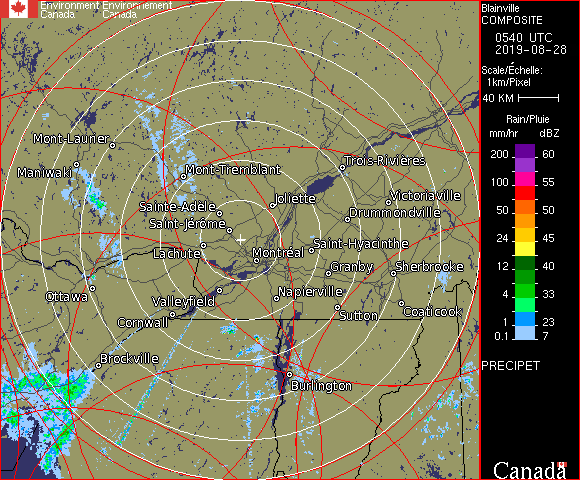 Environment Environnement
Canada Canada
Blainville
COMPOSITE
0540 UTC
2019-08-28
Scale/Échelle:
1km/Pixel
40 KM
Rain/Pluie
mm/hr dBZ
200 60
100 55
50 50
24 45
12 40
4 33
1 23
0.1 7
PRECIPET
Canada
Mont-Laurier
Maniwaki
Mont-Tremblant
Trois-Rivières
Sainte-Adèle
Joliette
Victoriaville
Drummondville
Saint-Jérôme
Lachute
Montréal
Saint-Hyacinthe
Granby
Sherbrooke
Ottawa
Valleyfield
Napierville
Cornwall
Sutton
Coaticook
Brockville
Burlington